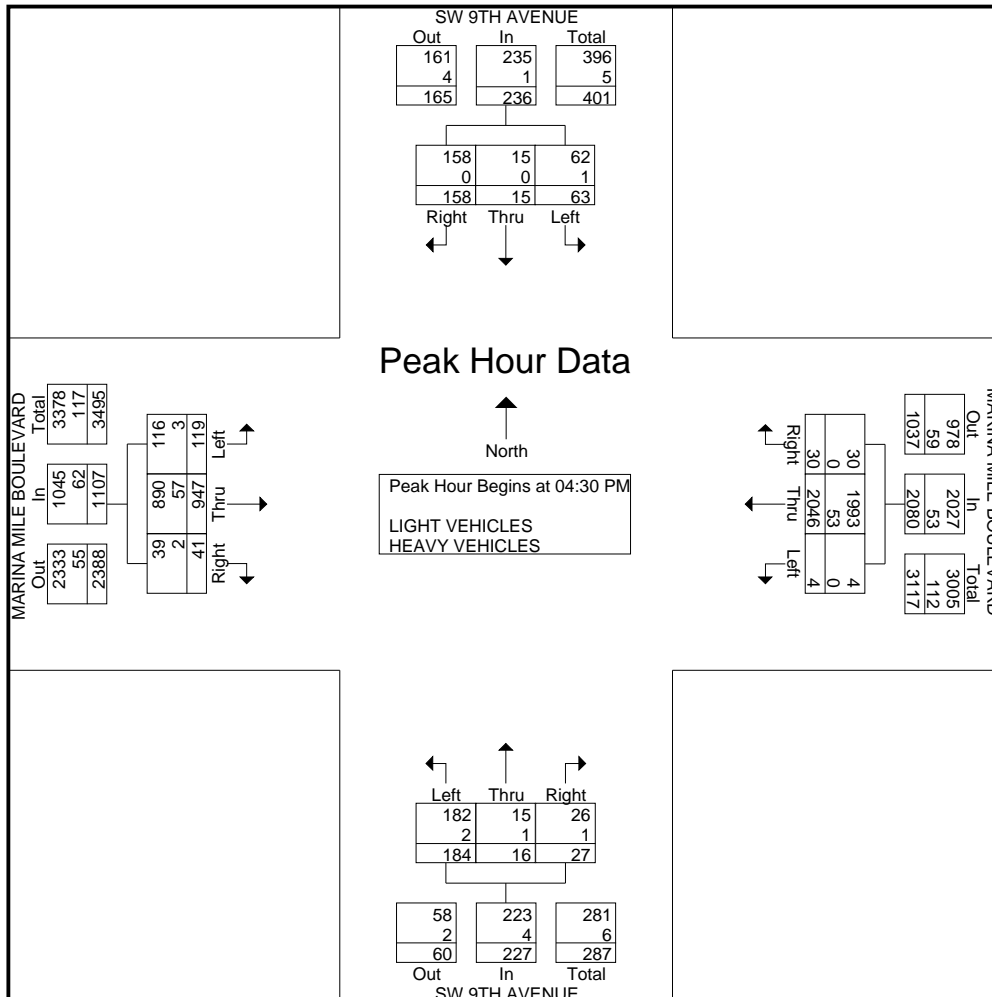 SW 9TH AVENUE
Out In Total
161 235 396
4 1 5
165 236 401
158 15 62
0 0 1
158 15 63
Right Thru Left
Peak Hour Data
North
Peak Hour Begins at 04:30 PM
LIGHT VEHICLES
HEAVY VEHICLES
MARINA MILE BOULEVARD
Out In Total
2333 1045 3378
55 62 117
2388 1107 3495
39 890 116
2 57 3
41 947 119
Right Thru Left
MARINA MILE BOULEVARD
Out In Total
978 2027 3005
59 53 112
1037 2080 3117
30 1993 4
0 53 0
30 2046 4
Right Thru Left
Left Thru Right
182 15 26
2 1 1
184 16 27
58 223 281
2 4 6
60 227 287
Out In Total
SW 9TH AVENUE